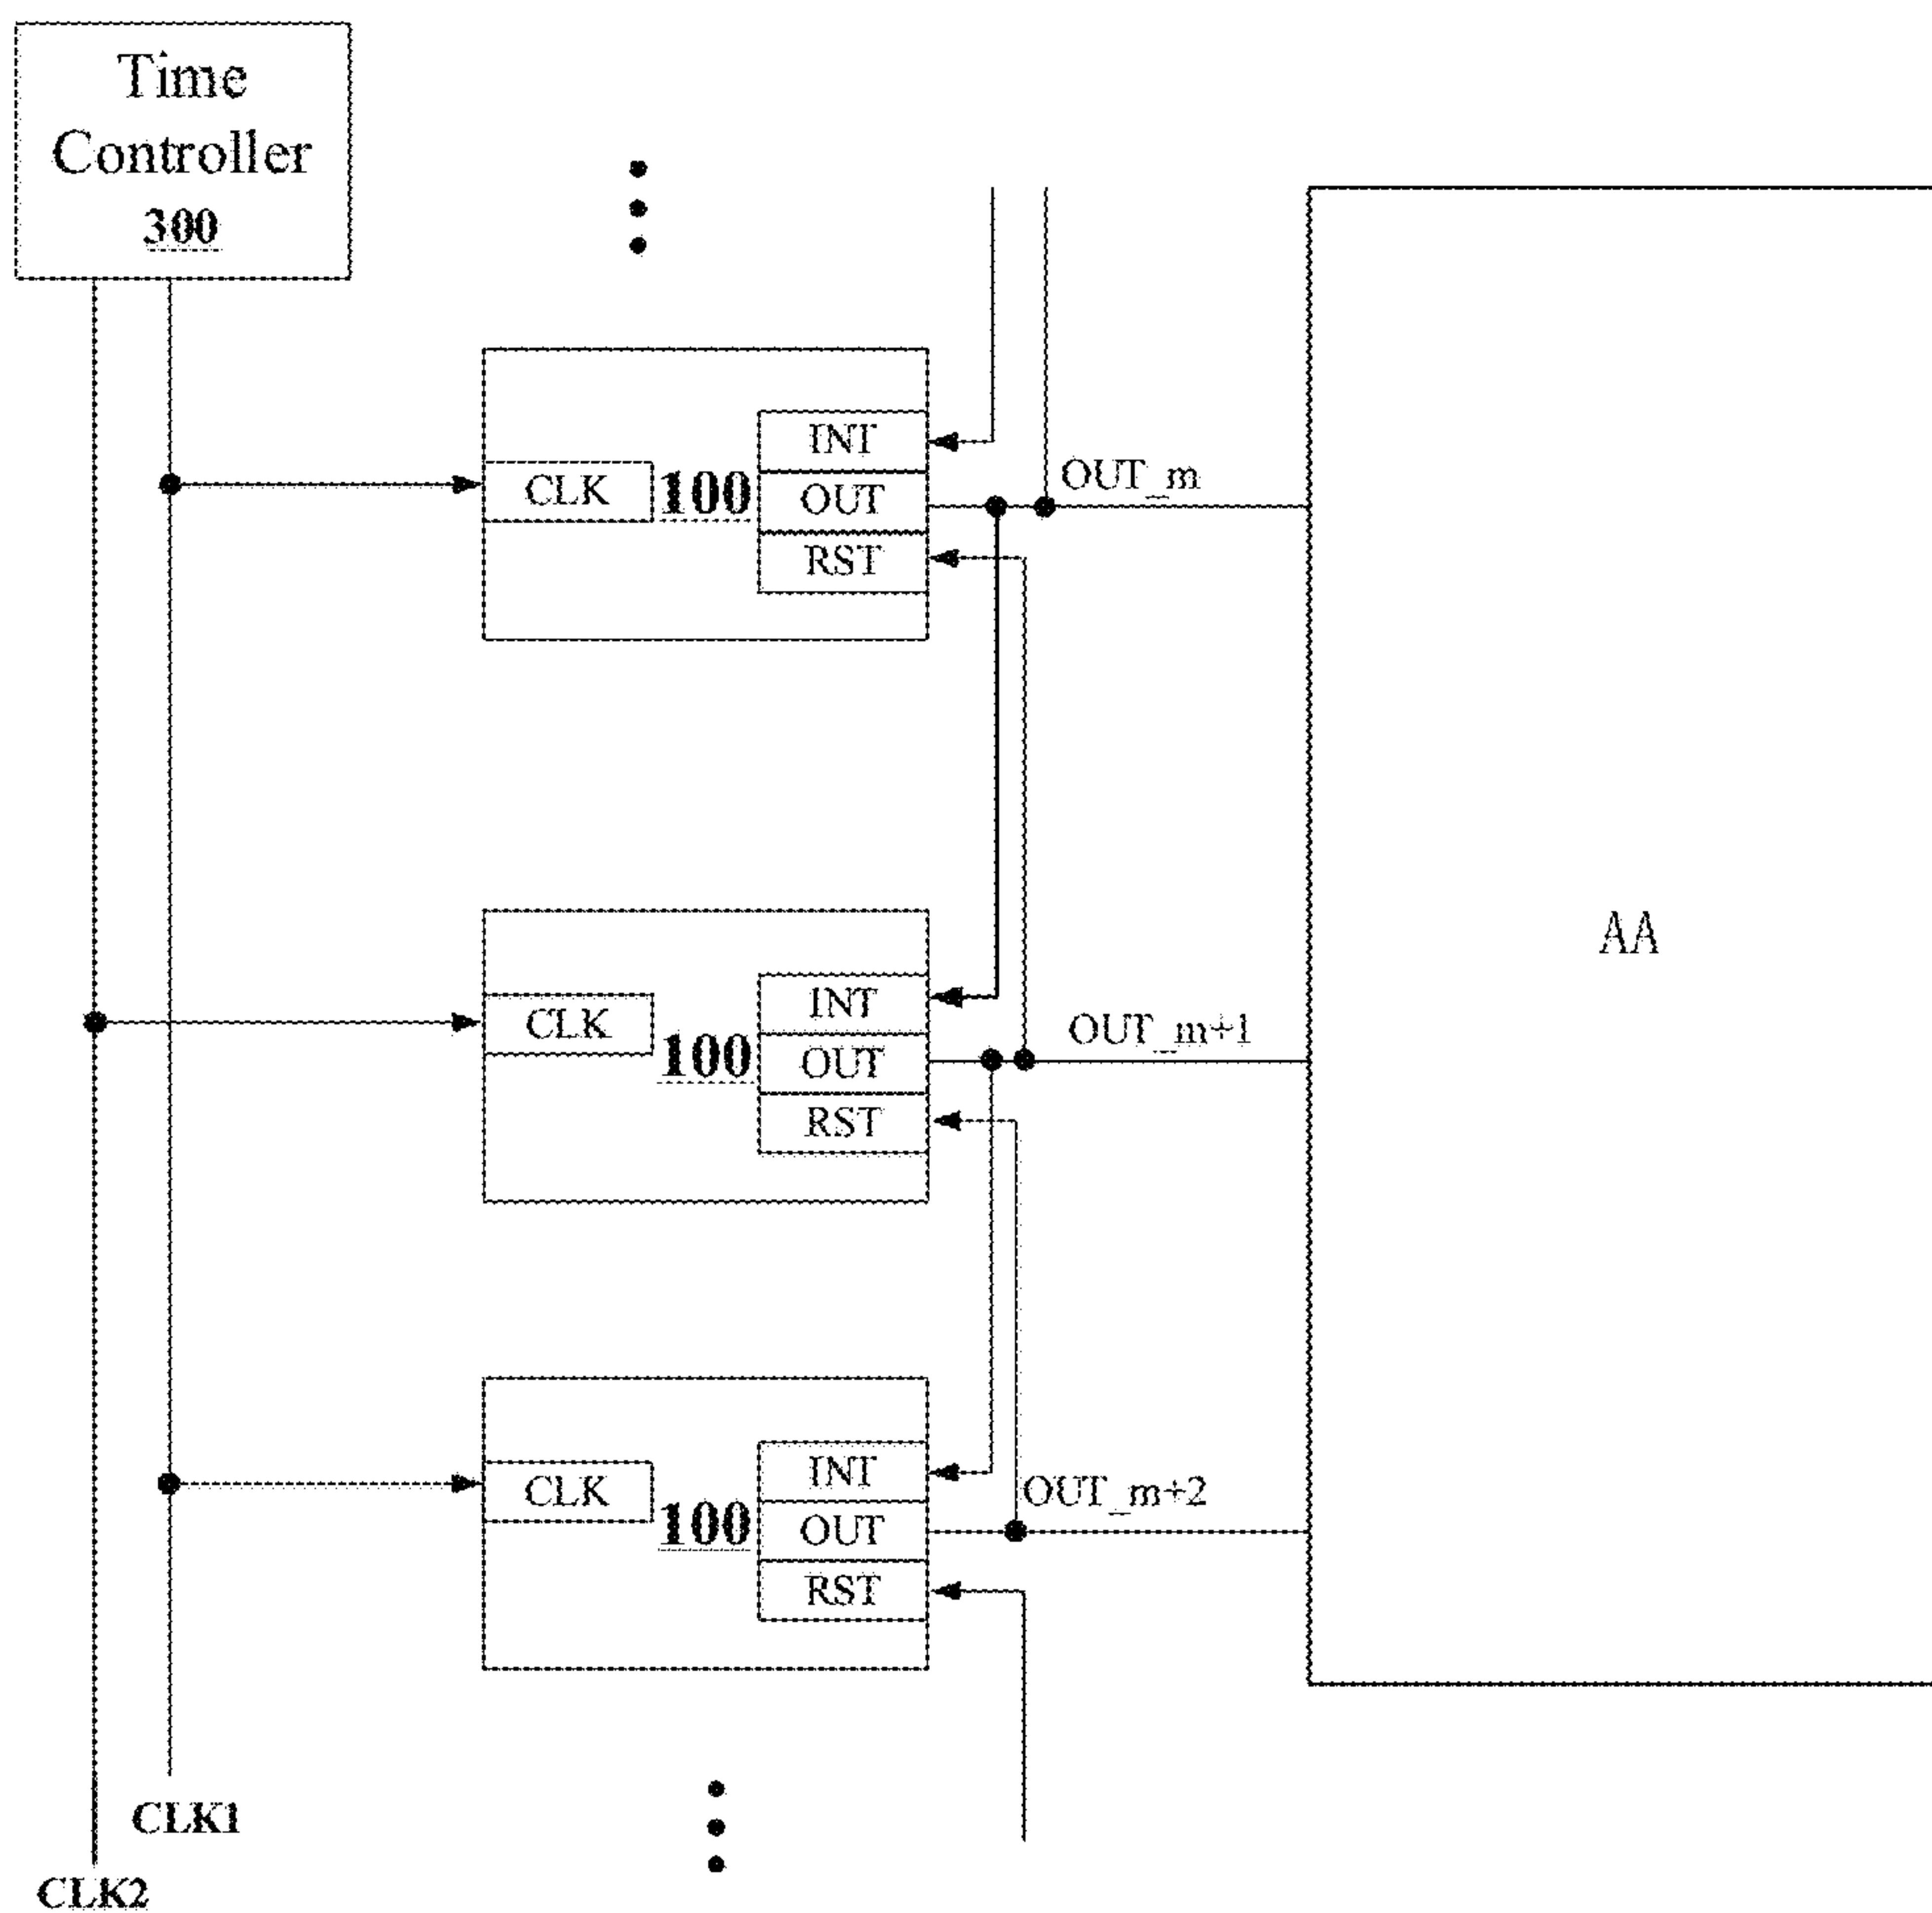 Time
Controller
300
INT
OUT_m
CLK 100 OUT
RST
AA
INT
OUT_m+1
CLK 100 OUT
RST
INT
OUT_m+2
CLK 100 OUT
RST
CLK1
CLK2